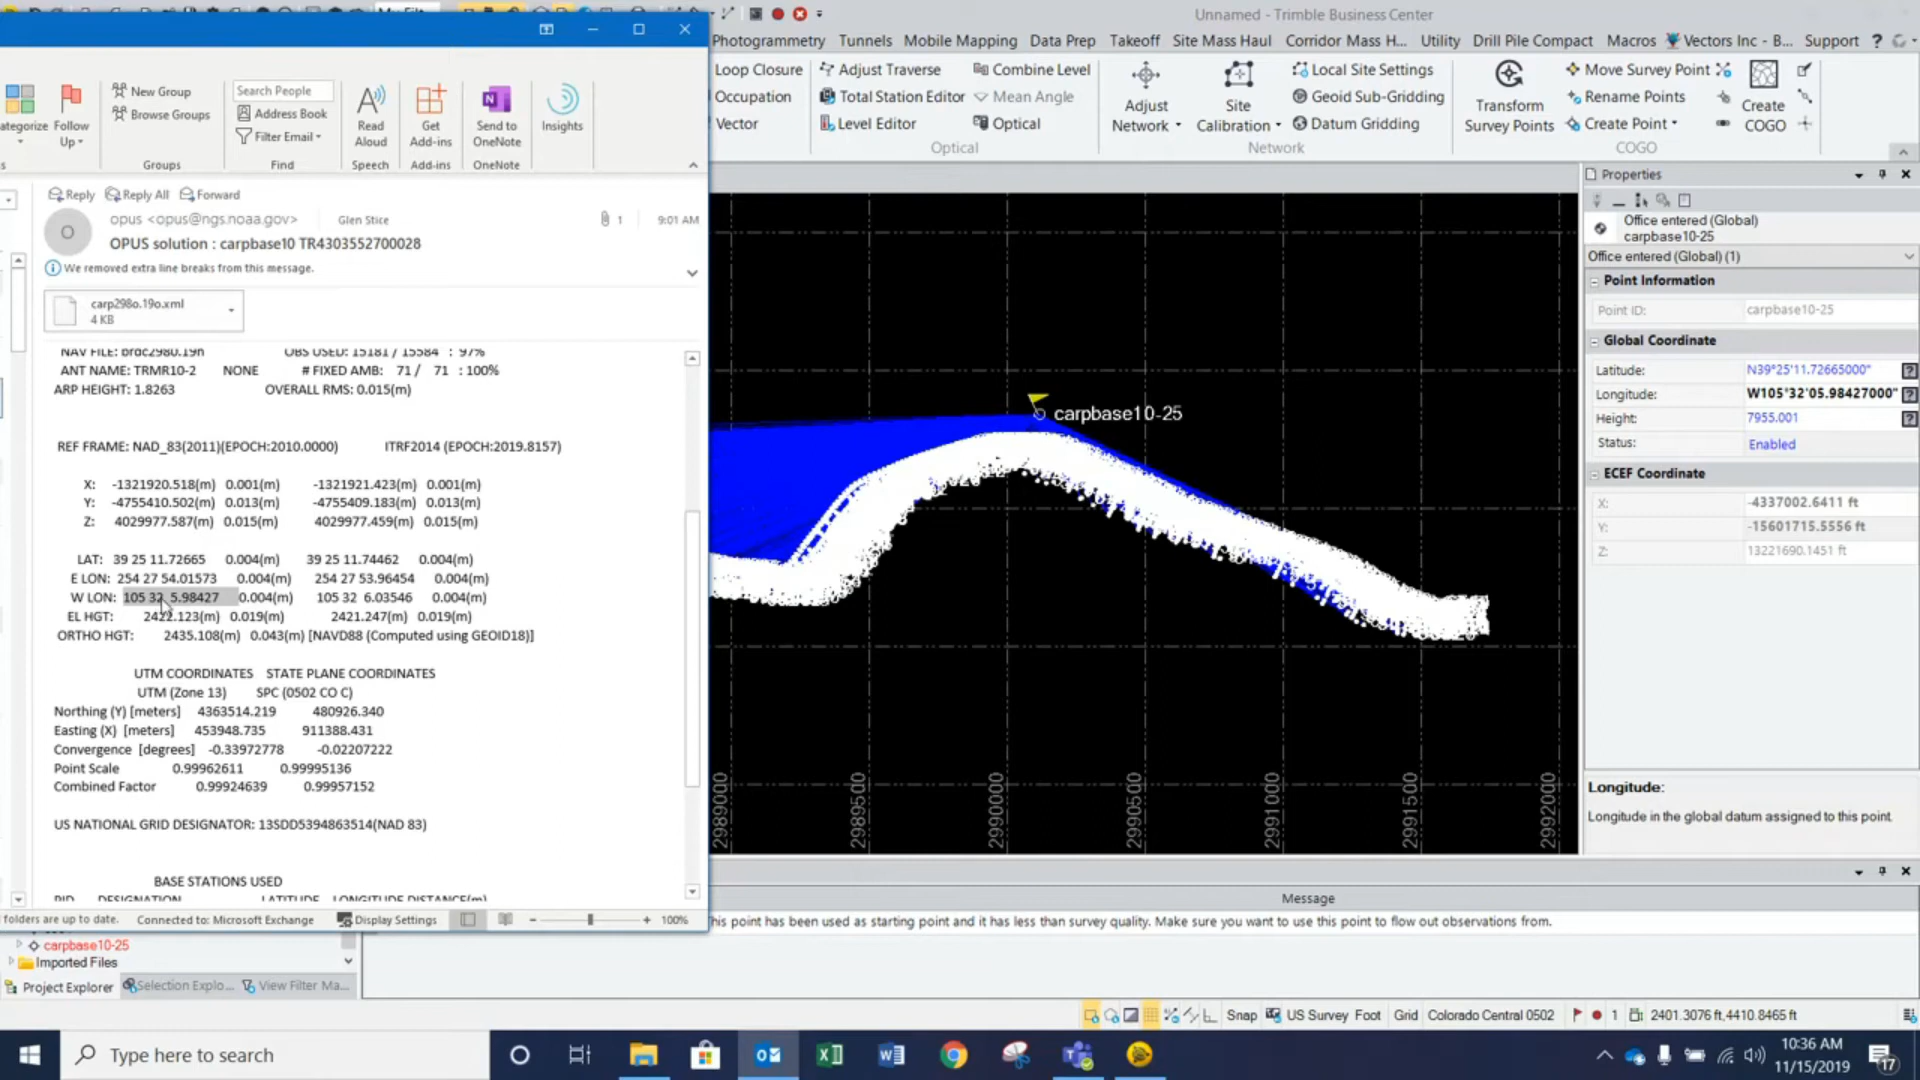 Unnamed - Trimble Business Center
Photogrammetry Tunnels Mobile Mapping Data Prep Takeoff Site Mass Haul Corridor Mass H... Utility Drill Pile Compact Macros Vectors Inc - B... Support
New Group
Browse Groups
Search People
Address Book
Filter Email
ategorize
Follow Up
Read Aloud
Get Add-ins
Send to OneNote
Insights
Groups
Find
Speech
Add-ins
OneNote
Loop Closure
Occupation
Vector
Adjust Traverse
Combine Level
Total Station Editor
Mean Angle
Level Editor
Optical
Optical
Adjust Network
Site Calibration
Local Site Settings
Geoid Sub-Gridding
Datum Gridding
Network
Transform Survey Points
Move Survey Point
Rename Points
Create Point
Create COGO
COGO
Reply Reply All Forward
opus <opus@ngs.noaa.gov> Glen Stice 1 9:01 AM
O
OPUS solution : carpbase10 TR4303552700028
We removed extra line breaks from this message.
carp298o.19o.xml
4 KB
NAV FILE: brdc2980.19n OBS USED: 15181 / 15584 : 97%
ANT NAME: TRMR10-2 NONE # FIXED AMB: 71 / 71 : 100%
ARP HEIGHT: 1.8263 OVERALL RMS: 0.015(m)
REF FRAME: NAD_83(2011)(EPOCH:2010.0000) ITRF2014 (EPOCH:2019.8157)
X: -1321920.518(m) 0.001(m) -1321921.423(m) 0.001(m)
Y: -4755410.502(m) 0.013(m) -4755409.183(m) 0.013(m)
Z: 4029977.587(m) 0.015(m) 4029977.459(m) 0.015(m)
LAT: 39 25 11.72665 0.004(m) 39 25 11.74462 0.004(m)
E LON: 254 27 54.01573 0.004(m) 254 27 53.96454 0.004(m)
W LON: 105 32 5.98427 0.004(m) 105 32 6.03546 0.004(m)
EL HGT: 2422.123(m) 0.019(m) 2421.247(m) 0.019(m)
ORTHO HGT: 2435.108(m) 0.043(m) [NAVD88 (Computed using GEOID18)]
UTM COORDINATES STATE PLANE COORDINATES
UTM (Zone 13) SPC (0502 CO C)
Northing (Y) [meters] 4363514.219 480926.340
Easting (X) [meters] 453948.735 911388.431
Convergence [degrees] -0.33972778 -0.02207222
Point Scale 0.99962611 0.99995136
Combined Factor 0.99924639 0.99957152
US NATIONAL GRID DESIGNATOR: 13SDD5394863514(NAD 83)
BASE STATIONS USED
PID DESIGNATION LATITUDE LONGITUDE DISTANCE(m)
folders are up to date. Connected to: Microsoft Exchange Display Settings 100%
carpbase10-25
Imported Files
Project Explorer Selection Explo... View Filter Ma...
carpbase10-25
2989000 2989500 2990000 2990500 2991000 2991500 2992000
Properties
Office entered (Global)
carpbase10-25
Office entered (Global) (1)
Point Information
Point ID: carpbase10-25
Global Coordinate
Latitude: N39°25'11.72665000"
Longitude: W105°32'05.98427000"
Height: 7955.001
Status: Enabled
ECEF Coordinate
X: -4337002.6411 ft
Y: -15601715.5556 ft
Z: 13221690.1451 ft
Longitude:
Longitude in the global datum assigned to this point.
Message
his point has been used as starting point and it has less than survey quality. Make sure you want to use this point to flow out observations from.
Snap US Survey Foot Grid Colorado Central 0502 1 2401.3076 ft,4410.8465 ft
Type here to search
10:36 AM
11/15/2019
17